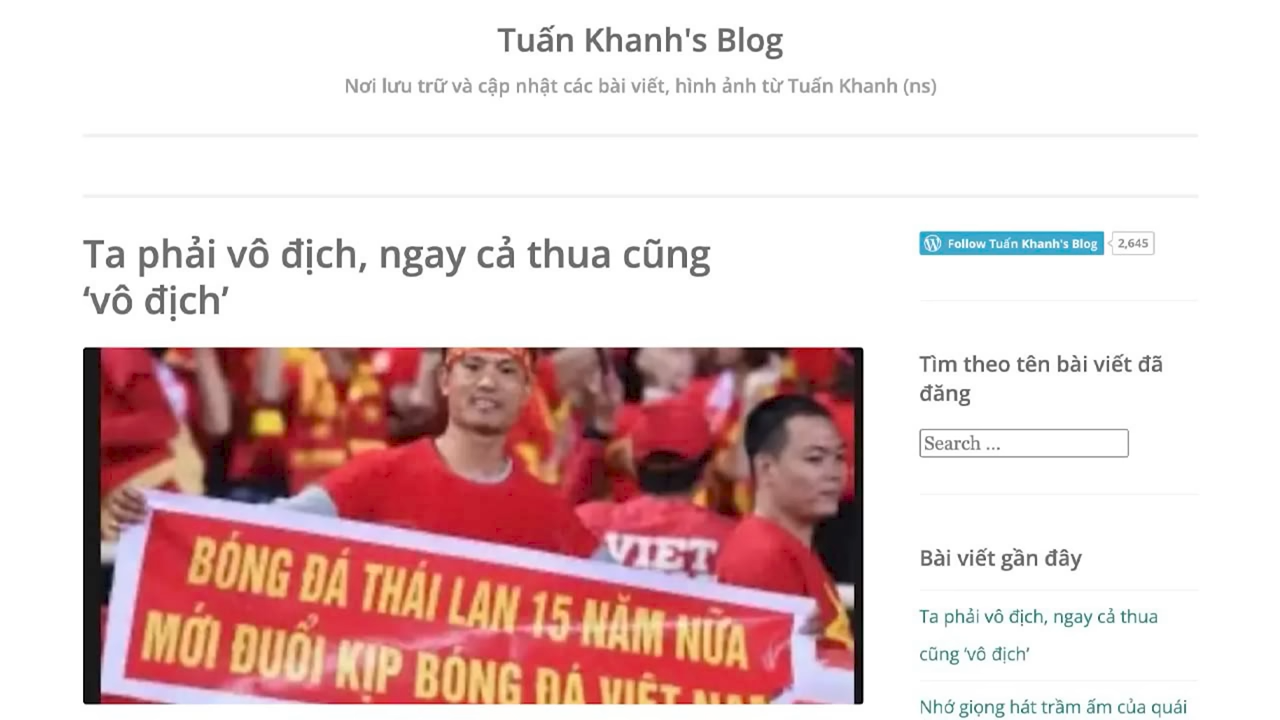 Tuấn Khanh's Blog
Nơi lưu trữ và cập nhật các bài viết, hình ảnh từ Tuấn Khanh (ns)
Ta phải vô địch, ngay cả thua cũng
‘vô địch’
BÓNG ĐÁ THÁI LAN 15 NĂM NỮA
MỚI ĐUỔI KỊP BÓNG ĐÁ VIỆT NAM
VIET
Follow Tuấn Khanh's Blog
2,645
Tìm theo tên bài viết đã
đăng
Search ...
Bài viết gần đây
Ta phải vô địch, ngay cả thua
cũng ‘vô địch’
Nhớ giọng hát trầm ấm của quái